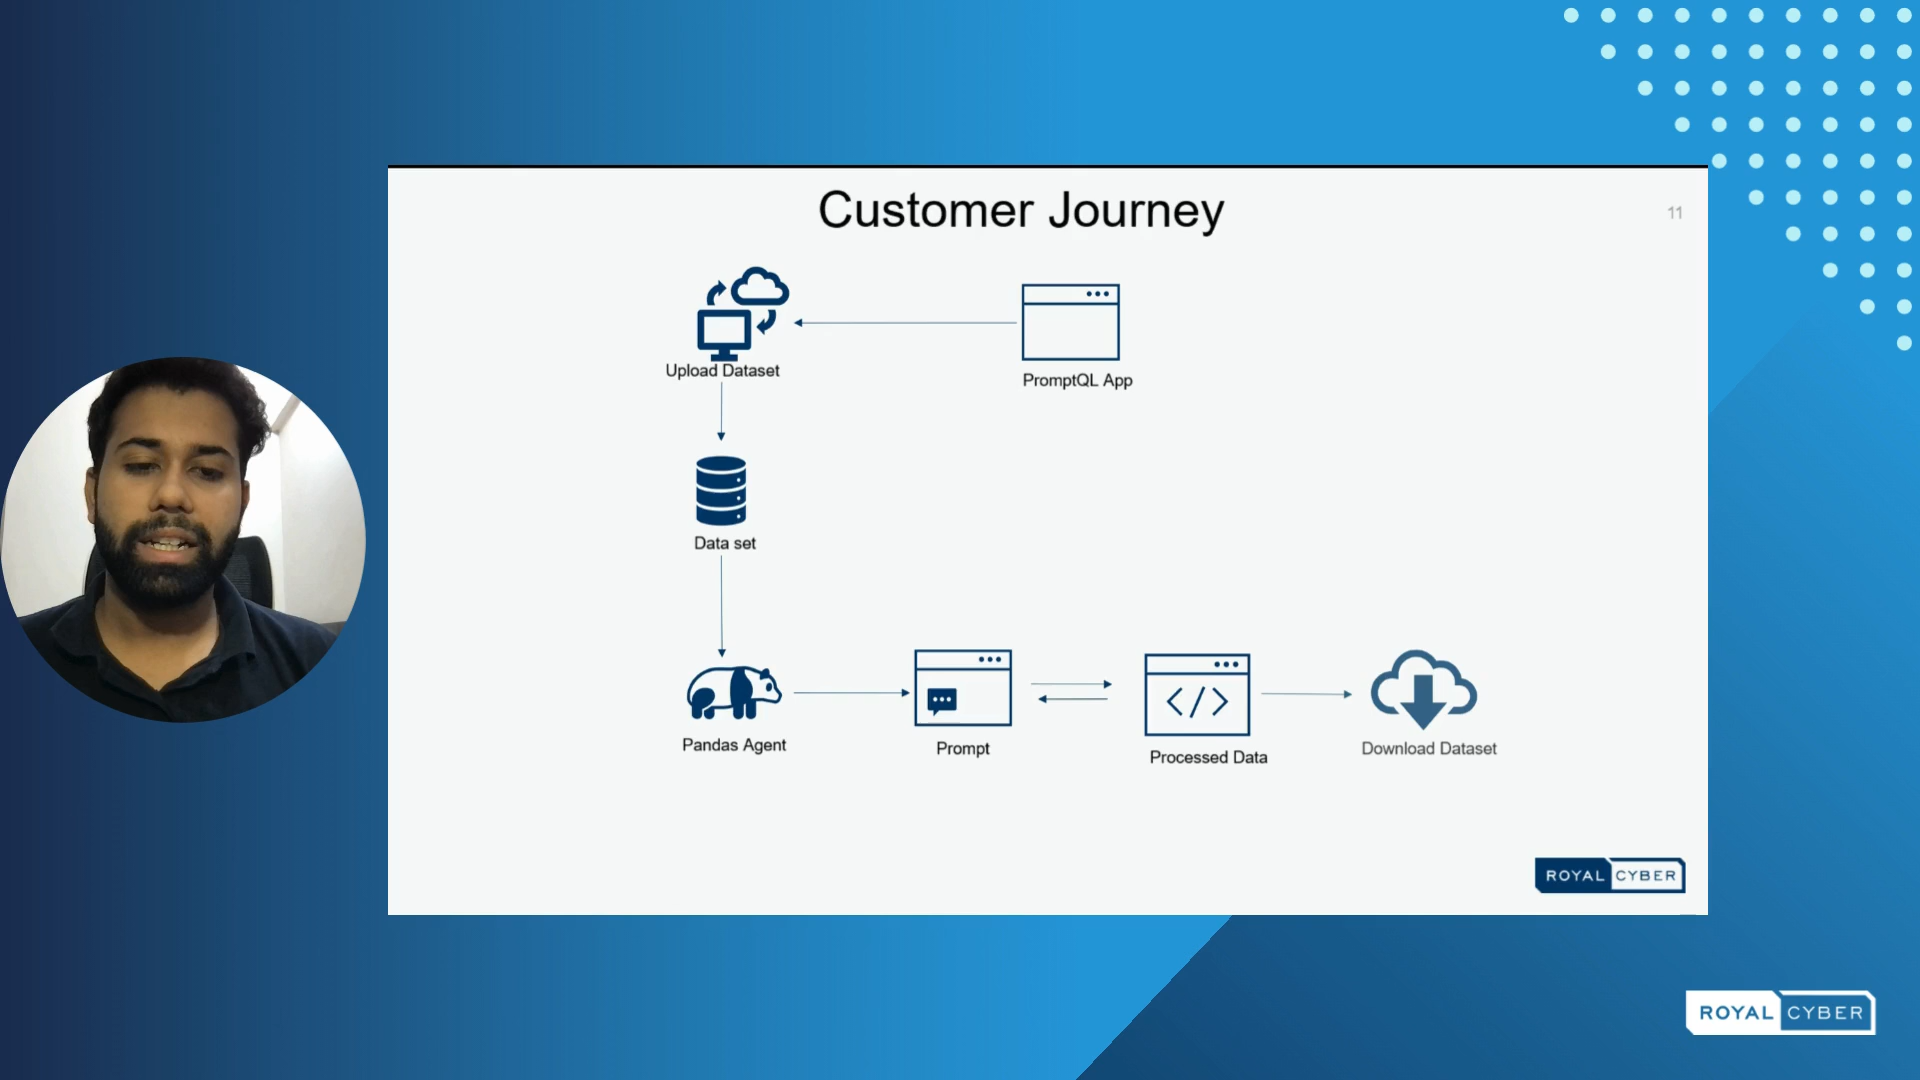 Customer Journey
11
Upload Dataset
PromptQL App
Data set
Pandas Agent
Prompt
Processed Data
Download Dataset
ROYAL CYBER
ROYAL CYBER